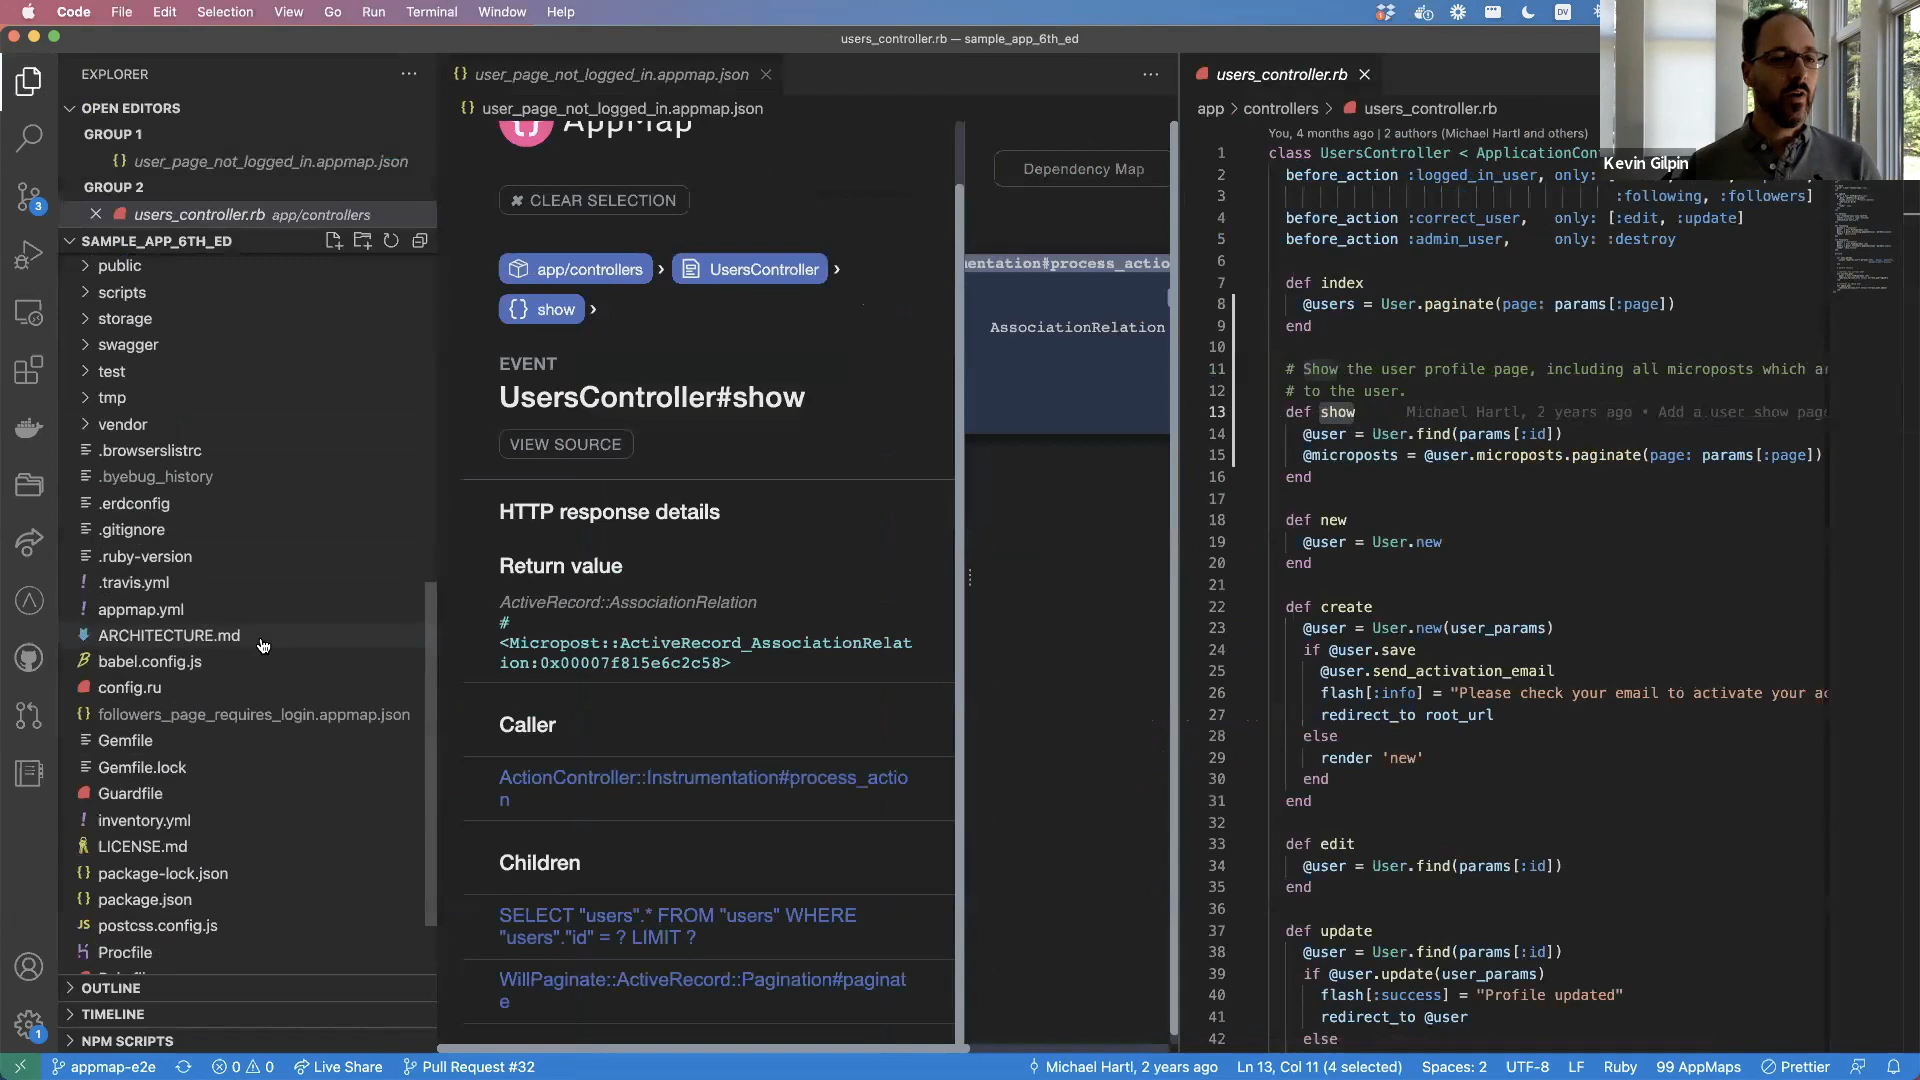 Code File Edit Selection View Go Run Terminal Window Help
DV
users_controller.rb — sample_app_6th_ed
EXPLORER
OPEN EDITORS
GROUP 1
user_page_not_logged_in.appmap.json
GROUP 2
users_controller.rb app/controllers
SAMPLE_APP_6TH_ED
public
scripts
storage
swagger
test
tmp
vendor
.browserslistrc
.byebug_history
.erdconfig
.gitignore
.ruby-version
.travis.yml
appmap.yml
ARCHITECTURE.md
babel.config.js
config.ru
followers_page_requires_login.appmap.json
Gemfile
Gemfile.lock
Guardfile
inventory.yml
LICENSE.md
package-lock.json
package.json
postcss.config.js
Procfile
OUTLINE
TIMELINE
NPM SCRIPTS
3
1
user_page_not_logged_in.appmap.json
user_page_not_logged_in.appmap.json
AppMap
CLEAR SELECTION
app/controllers
UsersController
show
EVENT
UsersController#show
VIEW SOURCE
HTTP response details
Return value
ActiveRecord::AssociationRelation
#
<Micropost::ActiveRecord_AssociationRelat
ion:0x00007f815e6c2c58>
Caller
ActionController::Instrumentation#process_actio
n
Children
SELECT "users".* FROM "users" WHERE
"users"."id" = ? LIMIT ?
WillPaginate::ActiveRecord::Pagination#paginat
e
Dependency Map
mentation#process_actio
AssociationRelation
users_controller.rb
app > controllers > users_controller.rb
You, 4 months ago | 2 authors (Michael Hartl and others)
Kevin Gilpin
1 class UsersController < ApplicationCon
2 before_action :logged_in_user, only:
3 :following, :followers]
4 before_action :correct_user, only: [:edit, :update]
5 before_action :admin_user, only: :destroy
6
7 def index
8 @users = User.paginate(page: params[:page])
9 end
10
11 # Show the user profile page, including all microposts which ar
12 # to the user.
13 def show Michael Hartl, 2 years ago • Add a user show page
14 @user = User.find(params[:id])
15 @microposts = @user.microposts.paginate(page: params[:page])
16 end
17
18 def new
19 @user = User.new
20 end
21
22 def create
23 @user = User.new(user_params)
24 if @user.save
25 @user.send_activation_email
26 flash[:info] = "Please check your email to activate your ac
27 redirect_to root_url
28 else
29 render 'new'
30 end
31 end
32
33 def edit
34 @user = User.find(params[:id])
35 end
36
37 def update
38 @user = User.find(params[:id])
39 if @user.update(user_params)
40 flash[:success] = "Profile updated"
41 redirect_to @user
42 else
appmap-e2e 0 0 Live Share Pull Request #32 Michael Hartl, 2 years ago Ln 13, Col 11 (4 selected) Spaces: 2 UTF-8 LF Ruby 99 AppMaps Prettier